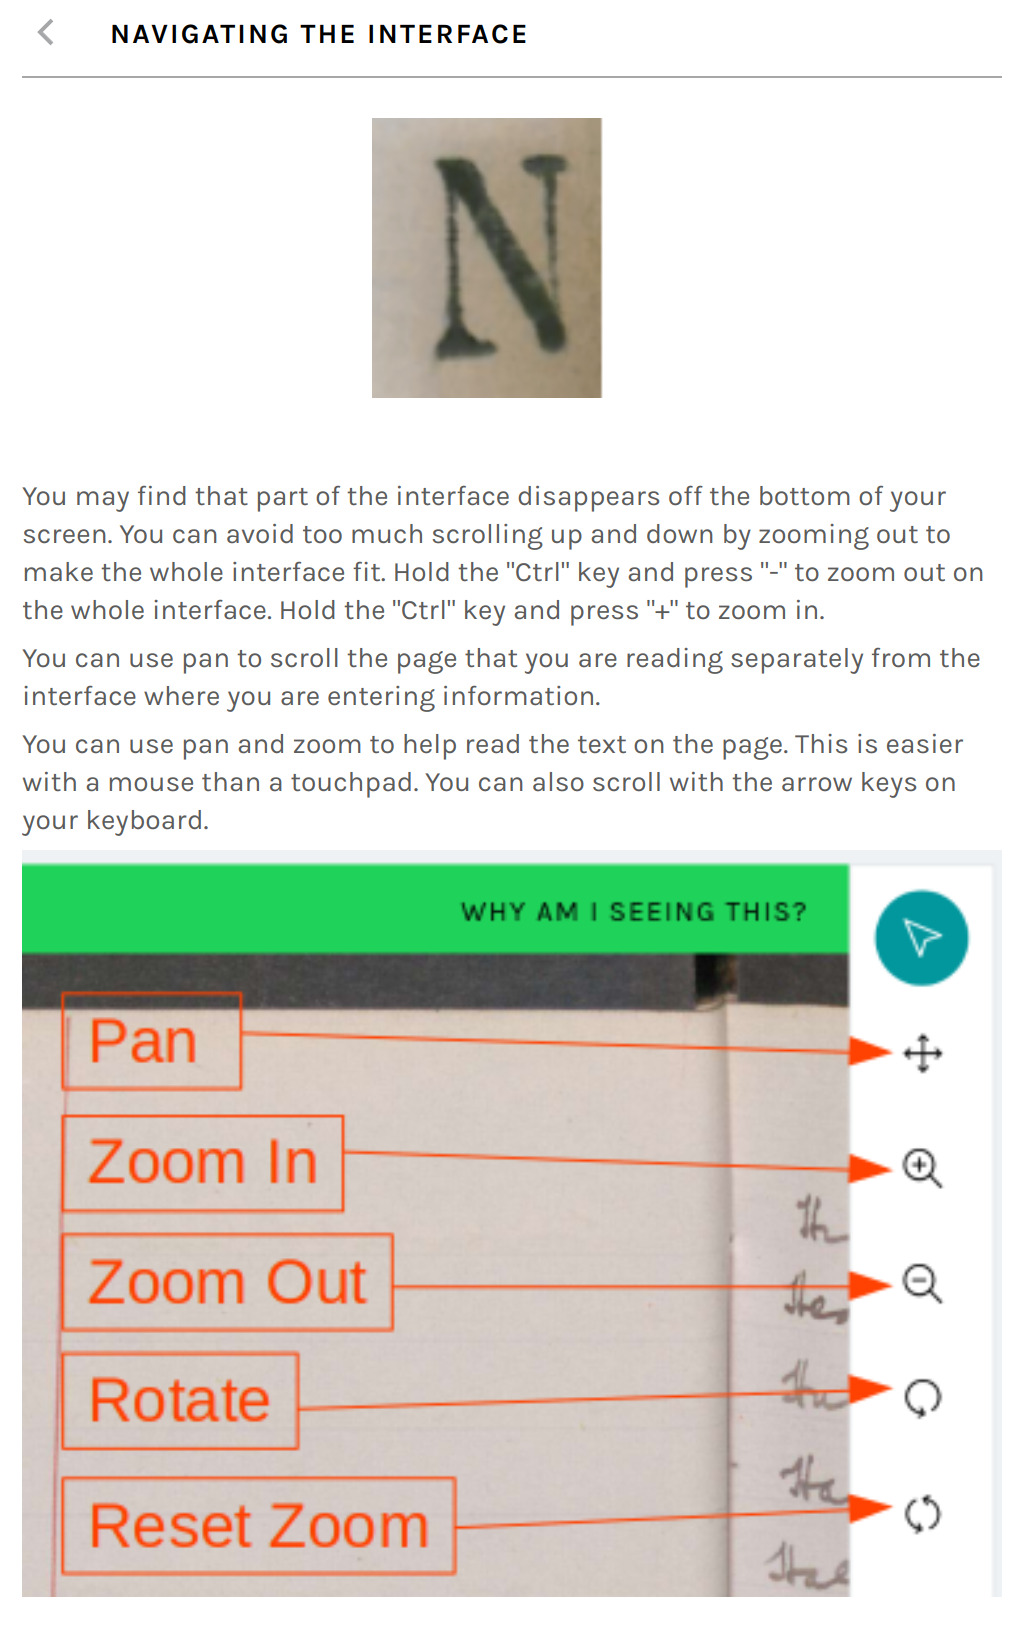 NAVIGATING THE INTERFACE
N
You may find that part of the interface disappears off the bottom of your
screen. You can avoid too much scrolling up and down by zooming out to
make the whole interface fit. Hold the "Ctrl" key and press "-" to zoom out on
the whole interface. Hold the "Ctrl" key and press "+" to zoom in.
You can use pan to scroll the page that you are reading separately from the
interface where you are entering information.
You can use pan and zoom to help read the text on the page. This is easier
with a mouse than a touchpad. You can also scroll with the arrow keys on
your keyboard.
WHY AM I SEEING THIS?
Pan
Zoom In
Zoom Out
Rotate
Reset Zoom